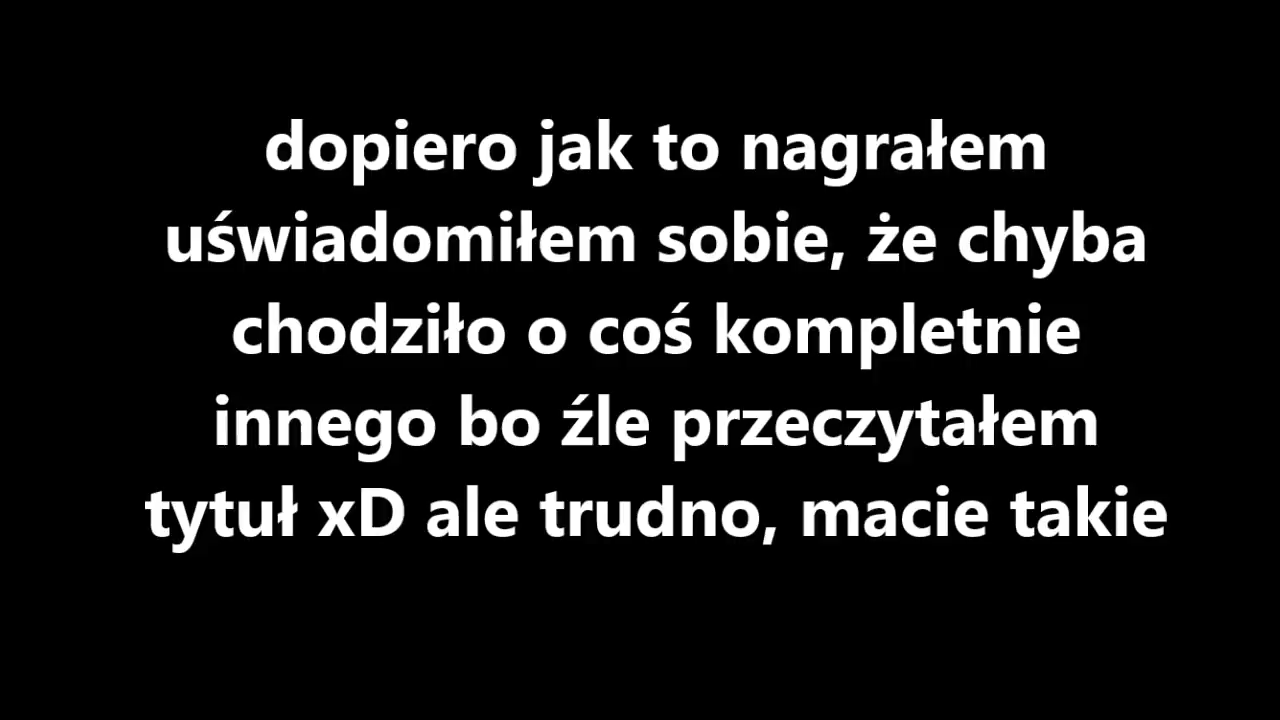 dopiero jak to nagrałem
uświadomiłem sobie, że chyba
chodziło o coś kompletnie
innego bo źle przeczytałem
tytuł xD ale trudno, macie takie